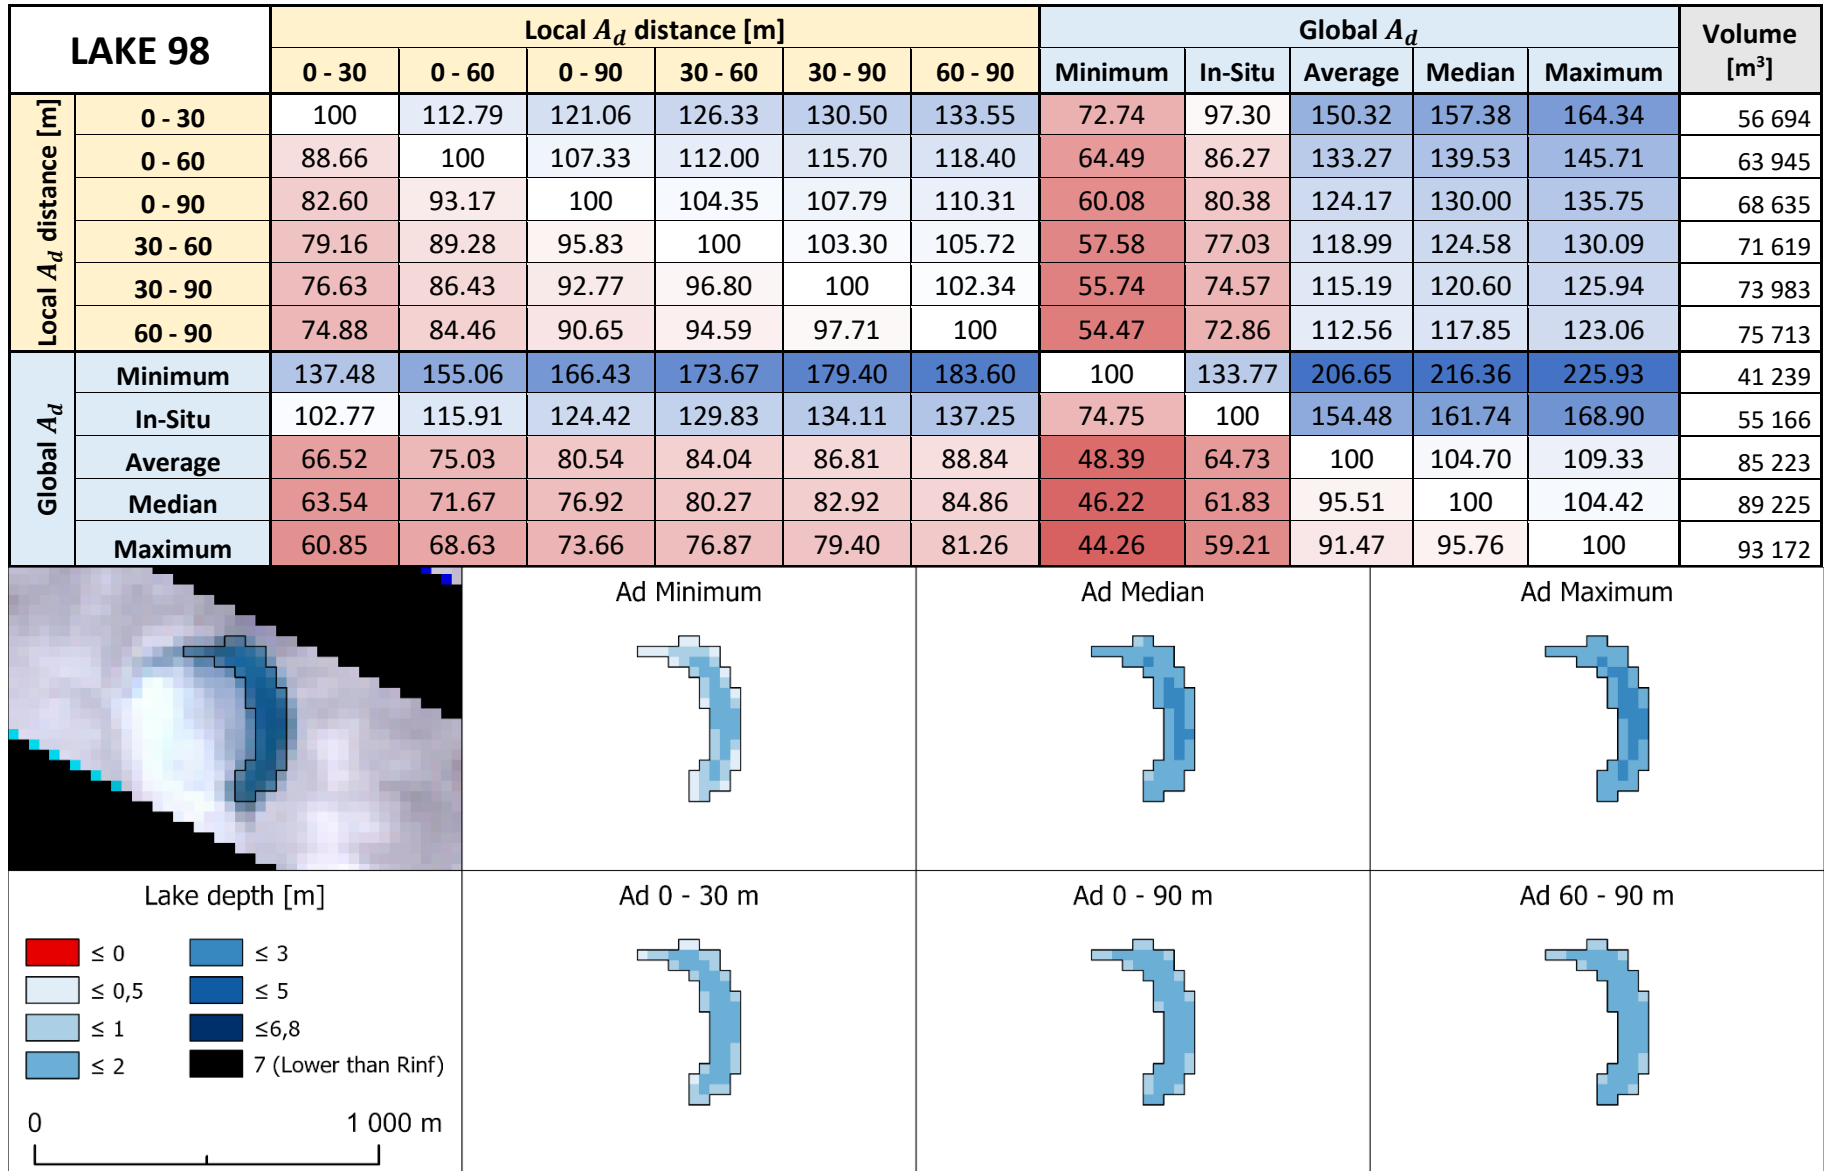 LAKE 98 Local A_d distance [m] Global A_d Volume [m³]
0 - 30 0 - 60 0 - 90 30 - 60 30 - 90 60 - 90 Minimum In-Situ Average Median Maximum
Local A_d distance [m]
0 - 30 100 112.79 121.06 126.33 130.50 133.55 72.74 97.30 150.32 157.38 164.34 56 694
0 - 60 88.66 100 107.33 112.00 115.70 118.40 64.49 86.27 133.27 139.53 145.71 63 945
0 - 90 82.60 93.17 100 104.35 107.79 110.31 60.08 80.38 124.17 130.00 135.75 68 635
30 - 60 79.16 89.28 95.83 100 103.30 105.72 57.58 77.03 118.99 124.58 130.09 71 619
30 - 90 76.63 86.43 92.77 96.80 100 102.34 55.74 74.57 115.19 120.60 125.94 73 983
60 - 90 74.88 84.46 90.65 94.59 97.71 100 54.47 72.86 112.56 117.85 123.06 75 713
Global A_d
Minimum 137.48 155.06 166.43 173.67 179.40 183.60 100 133.77 206.65 216.36 225.93 41 239
In-Situ 102.77 115.91 124.42 129.83 134.11 137.25 74.75 100 154.48 161.74 168.90 55 166
Average 66.52 75.03 80.54 84.04 86.81 88.84 48.39 64.73 100 104.70 109.33 85 223
Median 63.54 71.67 76.92 80.27 82.92 84.86 46.22 61.83 95.51 100 104.42 89 225
Maximum 60.85 68.63 73.66 76.87 79.40 81.26 44.26 59.21 91.47 95.76 100 93 172
Ad Minimum Ad Median Ad Maximum
Lake depth [m] Ad 0 - 30 m Ad 0 - 90 m Ad 60 - 90 m
≤ 0 ≤ 3
≤ 0,5 ≤ 5
≤ 1 ≤6,8
≤ 2 7 (Lower than Rinf)
0 1 000 m